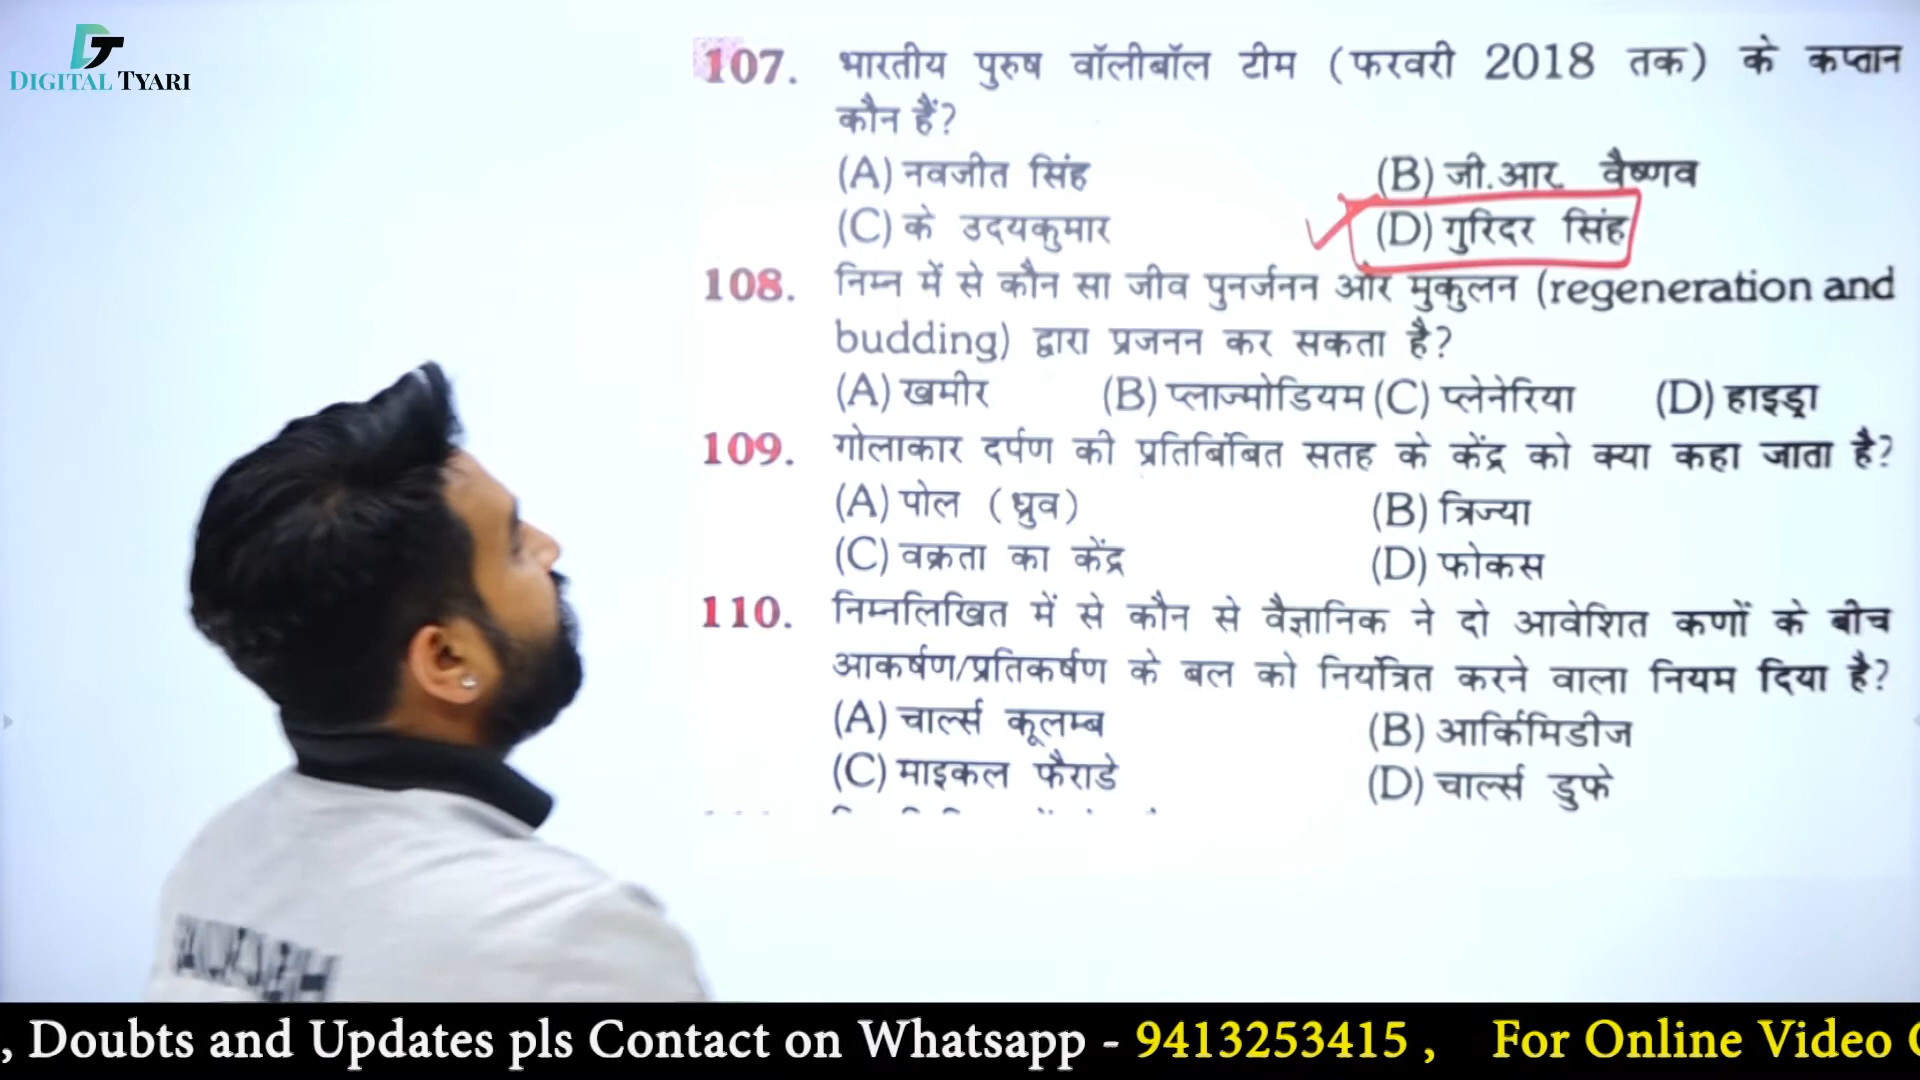 DT
DIGITAL TYARI
107. भारतीय पुरुष वॉलीबॉल टीम (फरवरी 2018 तक) के कप्तान
कौन हैं?
(A) नवजीत सिंह (B) जी.आर. वैष्णव
(C) के उदयकुमार (D) गुरिदर सिंह
108. निम्न में से कौन सा जीव पुनर्जनन और मुकुलन (regeneration and
budding) द्वारा प्रजनन कर सकता है?
(A) खमीर (B) प्लाज्मोडियम (C) प्लेनेरिया (D) हाइड्रा
109. गोलाकार दर्पण की प्रतिबिंबित सतह के केंद्र को क्या कहा जाता है?
(A) पोल (ध्रुव) (B) त्रिज्या
(C) वक्रता का केंद्र (D) फोकस
110. निम्नलिखित में से कौन से वैज्ञानिक ने दो आवेशित कणों के बीच
आकर्षण/प्रतिकर्षण के बल को नियंत्रित करने वाला नियम दिया है?
(A) चार्ल्स कूलम्ब (B) आर्किमिडीज
(C) माइकल फैराडे (D) चार्ल्स डुफे
, Doubts and Updates pls Contact on Whatsapp - 9413253415 , For Online Video